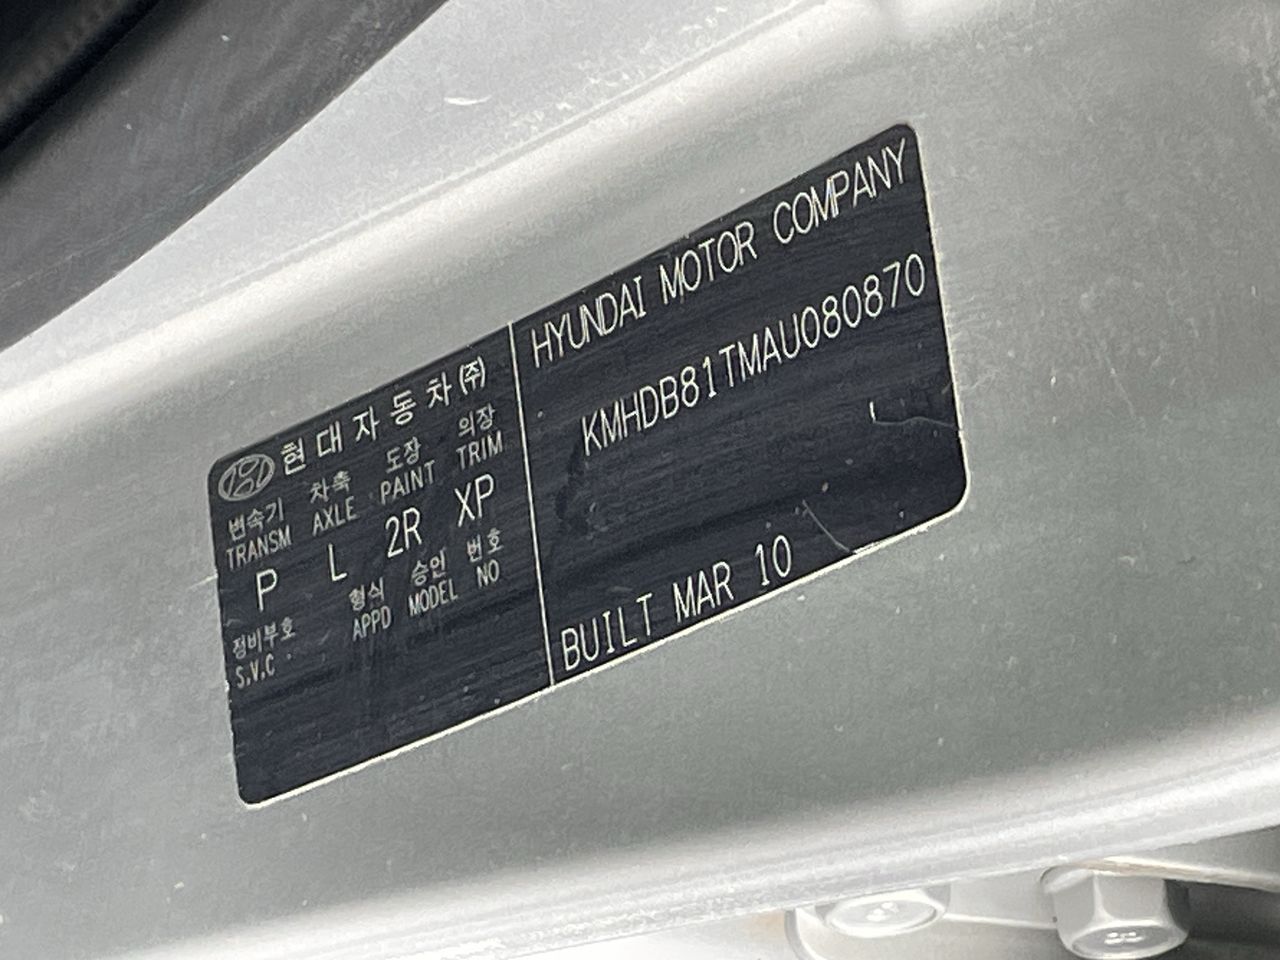 현대자동차(주)
변속기 차축 도장 의장
TRANSM AXLE PAINT TRIM
P L 2R XP
정비부호 형식 승인 번호
S.V.C APPD MODEL NO
HYUNDAI MOTOR COMPANY
KMHDB81TMAU080870
BUILT MAR 10